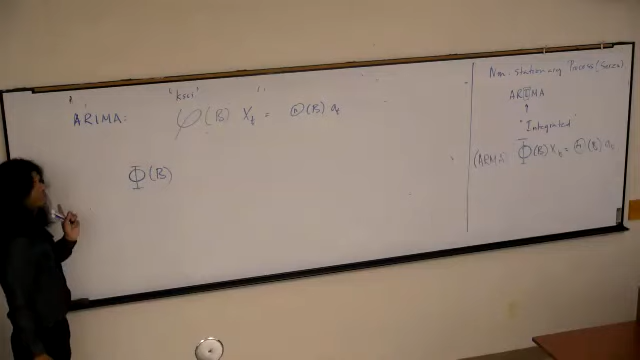 "ksai"
ARIMA: φ(B) X_t = Ⓗ(B) a_t
Φ(B)
Non-stationary Process (Series)
ARIMA
↑
"Integrated"
(ARMA) Φ(B) X_t = Ⓗ(B) a_t